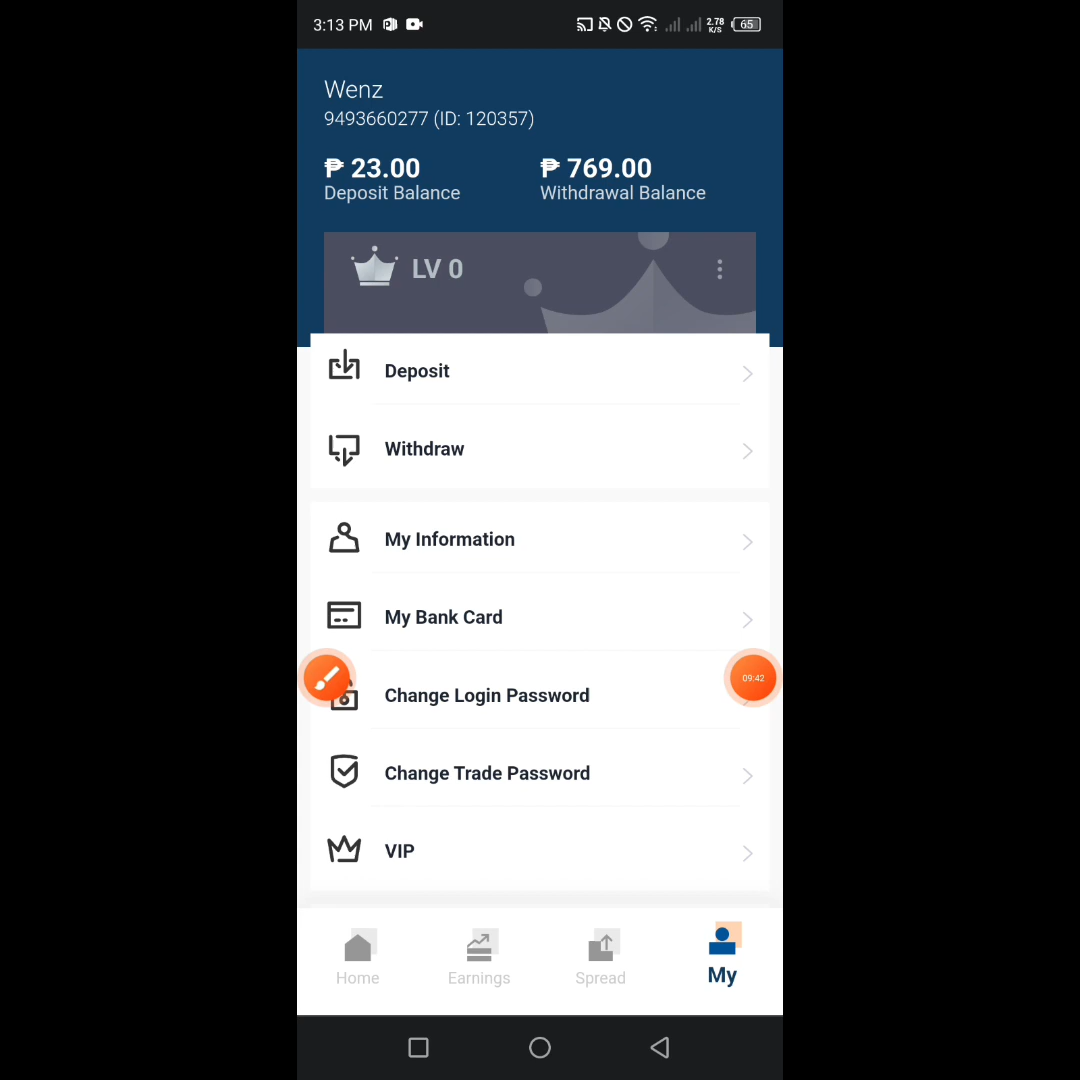 3:13 PM
2.78
K/S
65
Wenz
9493660277 (ID: 120357)
₱ 23.00
₱ 769.00
Deposit Balance
Withdrawal Balance
LV 0
Deposit
Withdraw
My Information
My Bank Card
Change Login Password
09:42
Change Trade Password
VIP
Home
Earnings
Spread
My